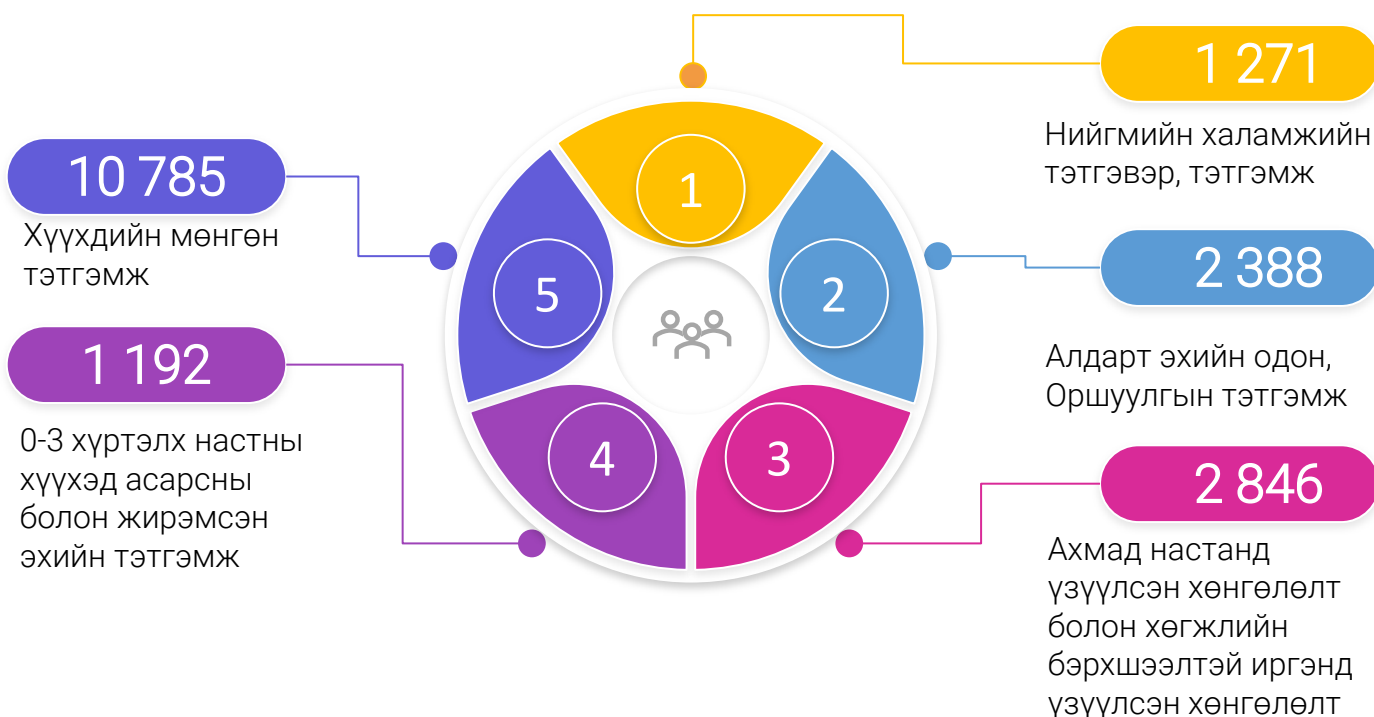 1 271
Нийгмийн халамжийн
тэтгэвэр, тэтгэмж
2 388
Алдарт эхийн одон,
Оршуулгын тэтгэмж
2 846
Ахмад настанд
үзүүлсэн хөнгөлөлт
болон хөгжлийн
бэрхшээлтэй иргэнд
үзүүлсэн хөнгөлөлт
10 785
Хүүхдийн мөнгөн
тэтгэмж
1 192
0-3 хүртэлх настны
хүүхэд асарсны
болон жирэмсэн
эхийн тэтгэмж
1
2
3
4
5